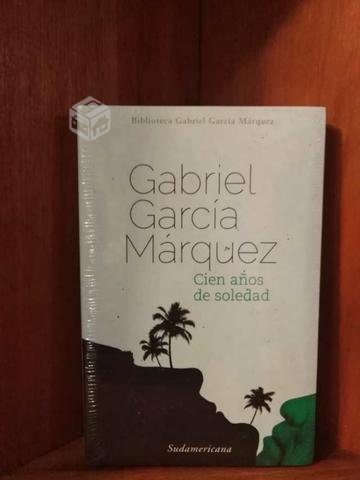 Biblioteca Gabriel García Márquez
Gabriel
García
Márquez
Cien años
de soledad
Sudamericana